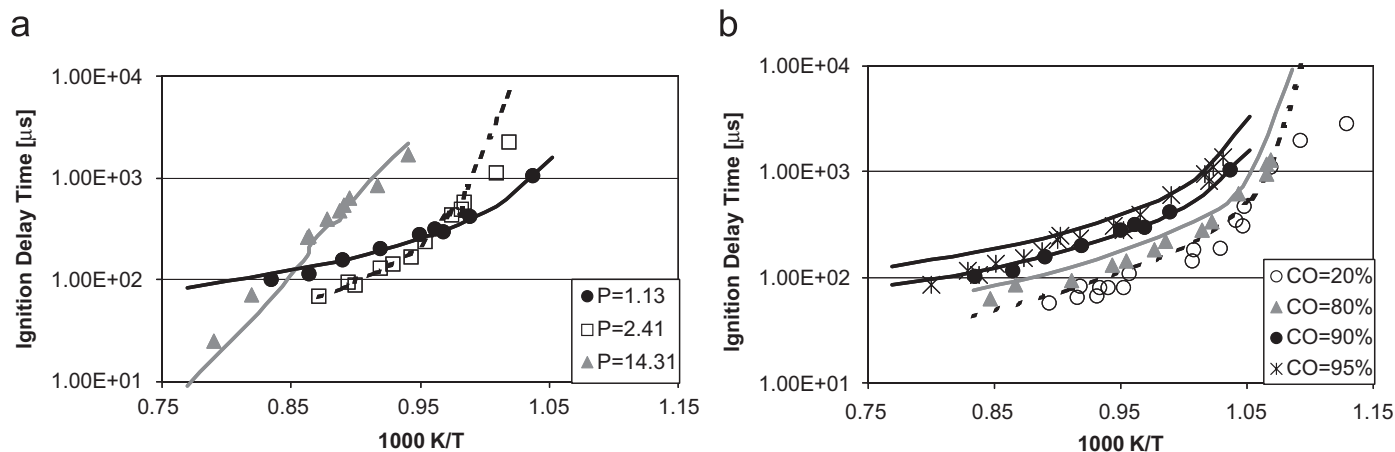 a
1.00E+04
1.00E+03
1.00E+02
1.00E+01
Ignition Delay Time [μs]
0.75 0.85 0.95 1.05 1.15
1000 K/T
P=1.13
P=2.41
P=14.31
b
1.00E+04
1.00E+03
1.00E+02
1.00E+01
Ignition Delay Time [μs]
0.75 0.85 0.95 1.05 1.15
1000 K/T
CO=20%
CO=80%
CO=90%
CO=95%